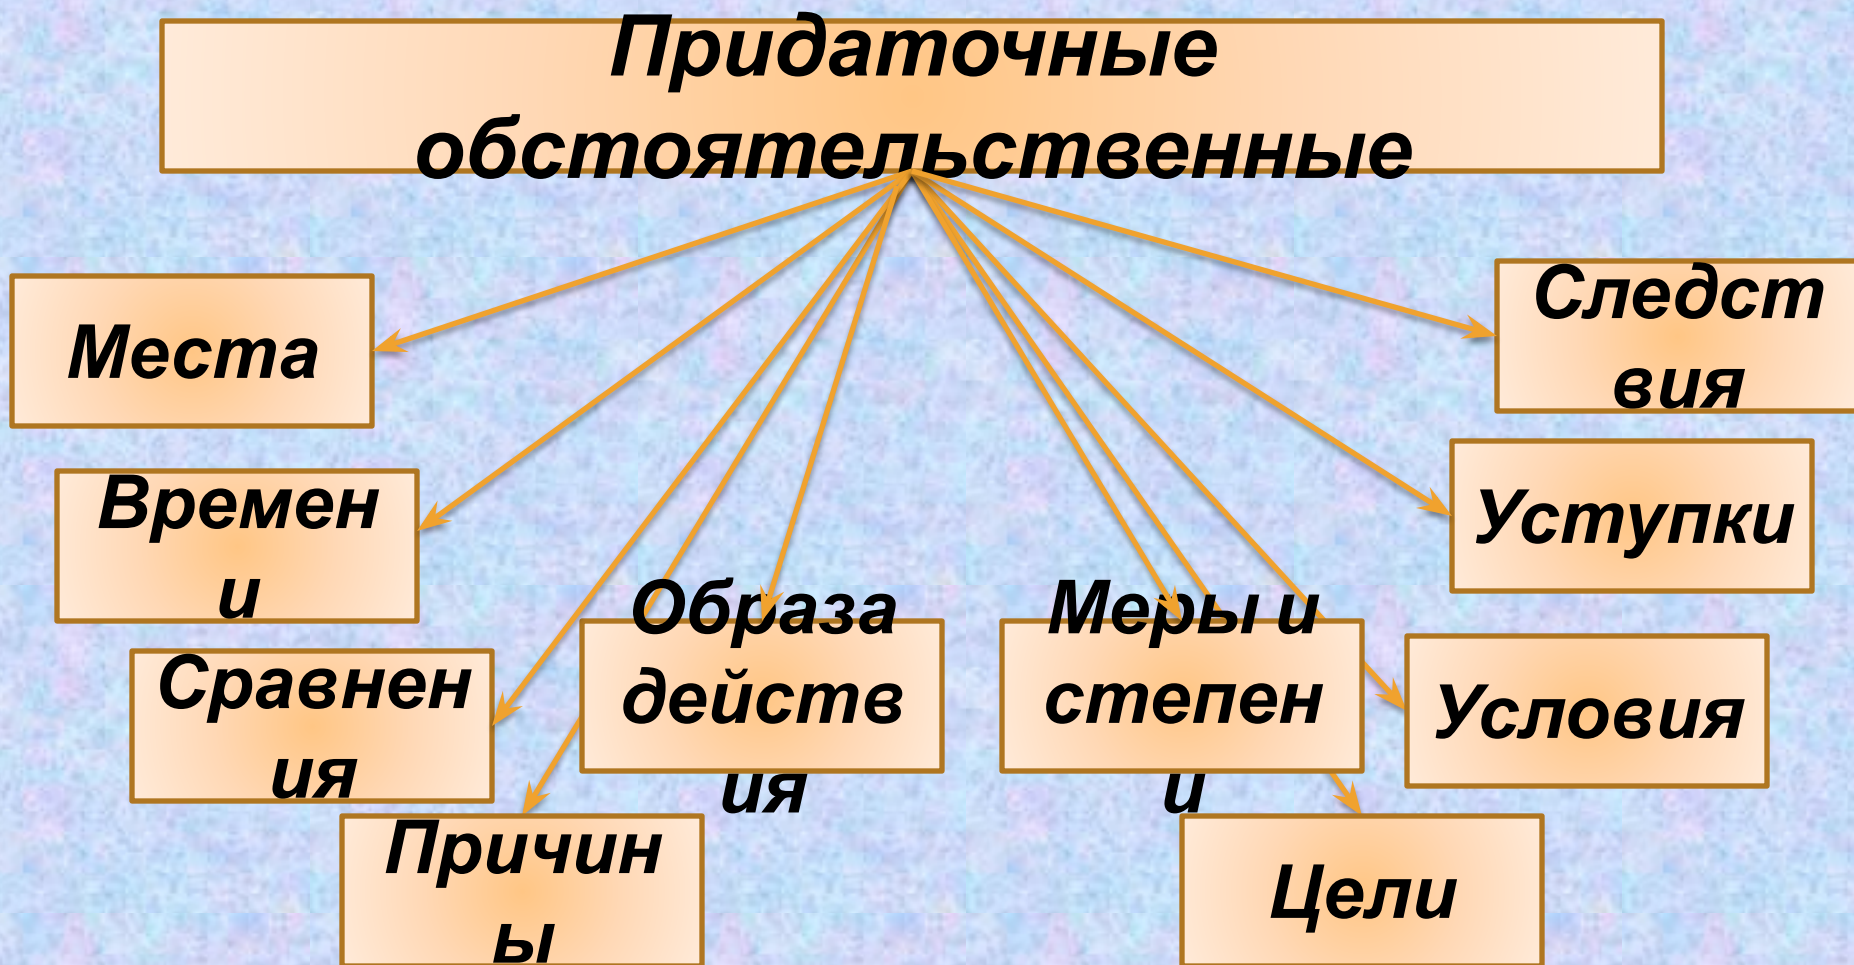 Придаточные
обстоятельственные
Места
Времен
и
Сравнен
ия
Причин
ы
Образа
действ
ия
Меры и
степен
и
Цели
Условия
Уступки
Следст
вия